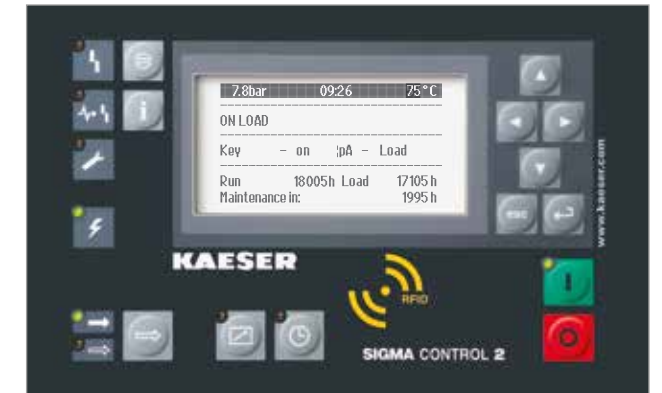 7.8bar 09:26 75°C
ON LOAD
Key - on ¦pA - Load
Run 18005h Load 17105h
Maintenance in: 1995h
esc
www.kaeser.com
KAESER
RFID
SIGMA CONTROL 2